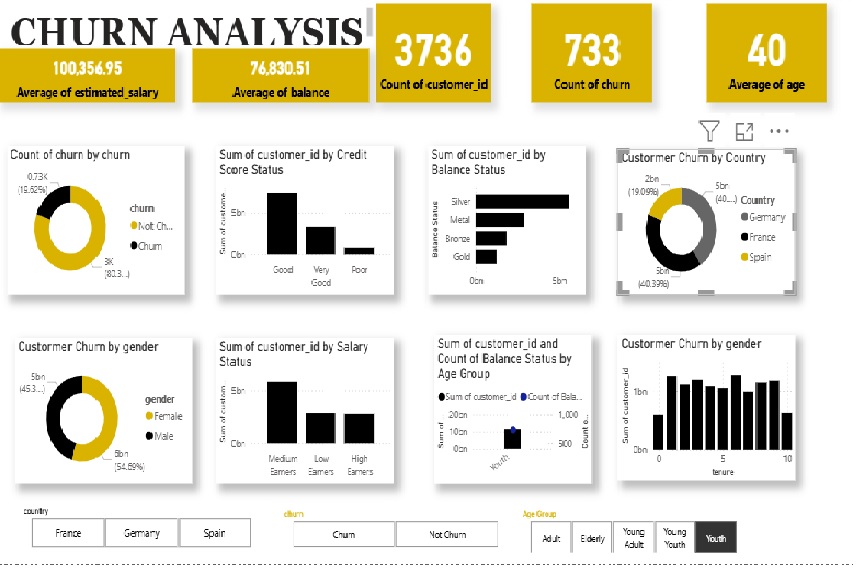 CHURN ANALYSIS
100,356.95
Average of estimated_salary
76,830.51
Average of balance
3736
Count of customer_id
733
Count of churn
40
Average of age
Count of churn by churn
0.73K
(19.62%)
3K
(80.3...)
churn
Not Ch...
Churn
Sum of customer_id by Credit
Score Status
Sum of custome...
5bn
0bn
Good
Very
Good
Poor
Sum of customer_id by
Balance Status
Balance Status
Silver
Metal
Bronze
Gold
0bn
5bn
Custormer Churn by Country
2bn
(19.09%)
5bn
(40....)
5bn
(40.39%)
Country
Germany
France
Spain
Custormer Churn by gender
5bn
(45.3...)
6bn
(54.69%)
gender
Female
Male
Sum of customer_id by Salary
Status
Sum of custom...
5bn
0bn
Medium
Earners
Low
Earners
High
Earners
Sum of customer_id and
Count of Balance Status by
Age Group
Sum of customer_id
Count of Bala...
Sum of
20bn
10bn
0bn
1,000
500
Count o...
Youth
Custormer Churn by gender
Sum of customer_id
1bn
0bn
0
5
10
tenure
country
France
Germany
Spain
churn
Churn
Not Churn
Age Group
Adult
Elderly
Young
Adult
Young
Youth
Youth